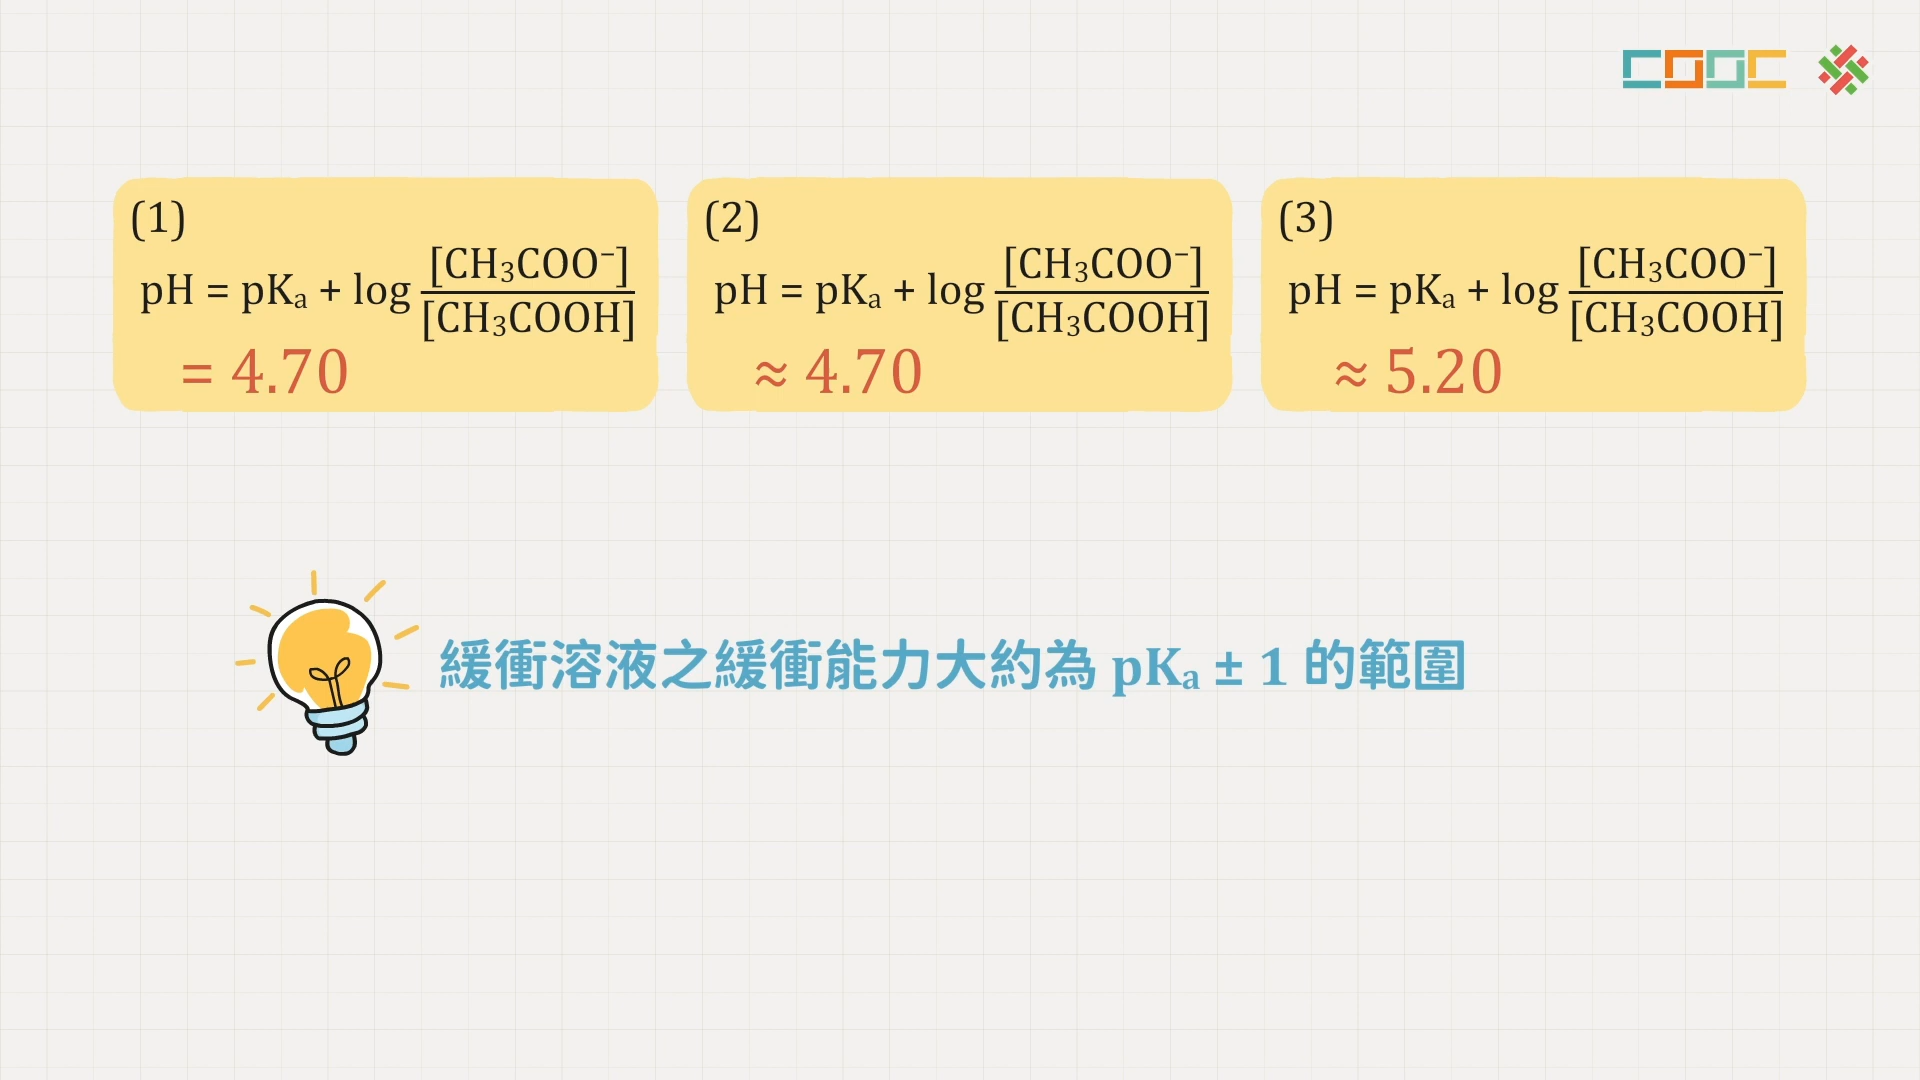 COOC
(1)
pH = pKₐ + log [CH₃COO⁻]/[CH₃COOH]
= 4.70
(2)
pH = pKₐ + log [CH₃COO⁻]/[CH₃COOH]
≈ 4.70
(3)
pH = pKₐ + log [CH₃COO⁻]/[CH₃COOH]
≈ 5.20
緩衝溶液之緩衝能力大約為 pKₐ ± 1 的範圍